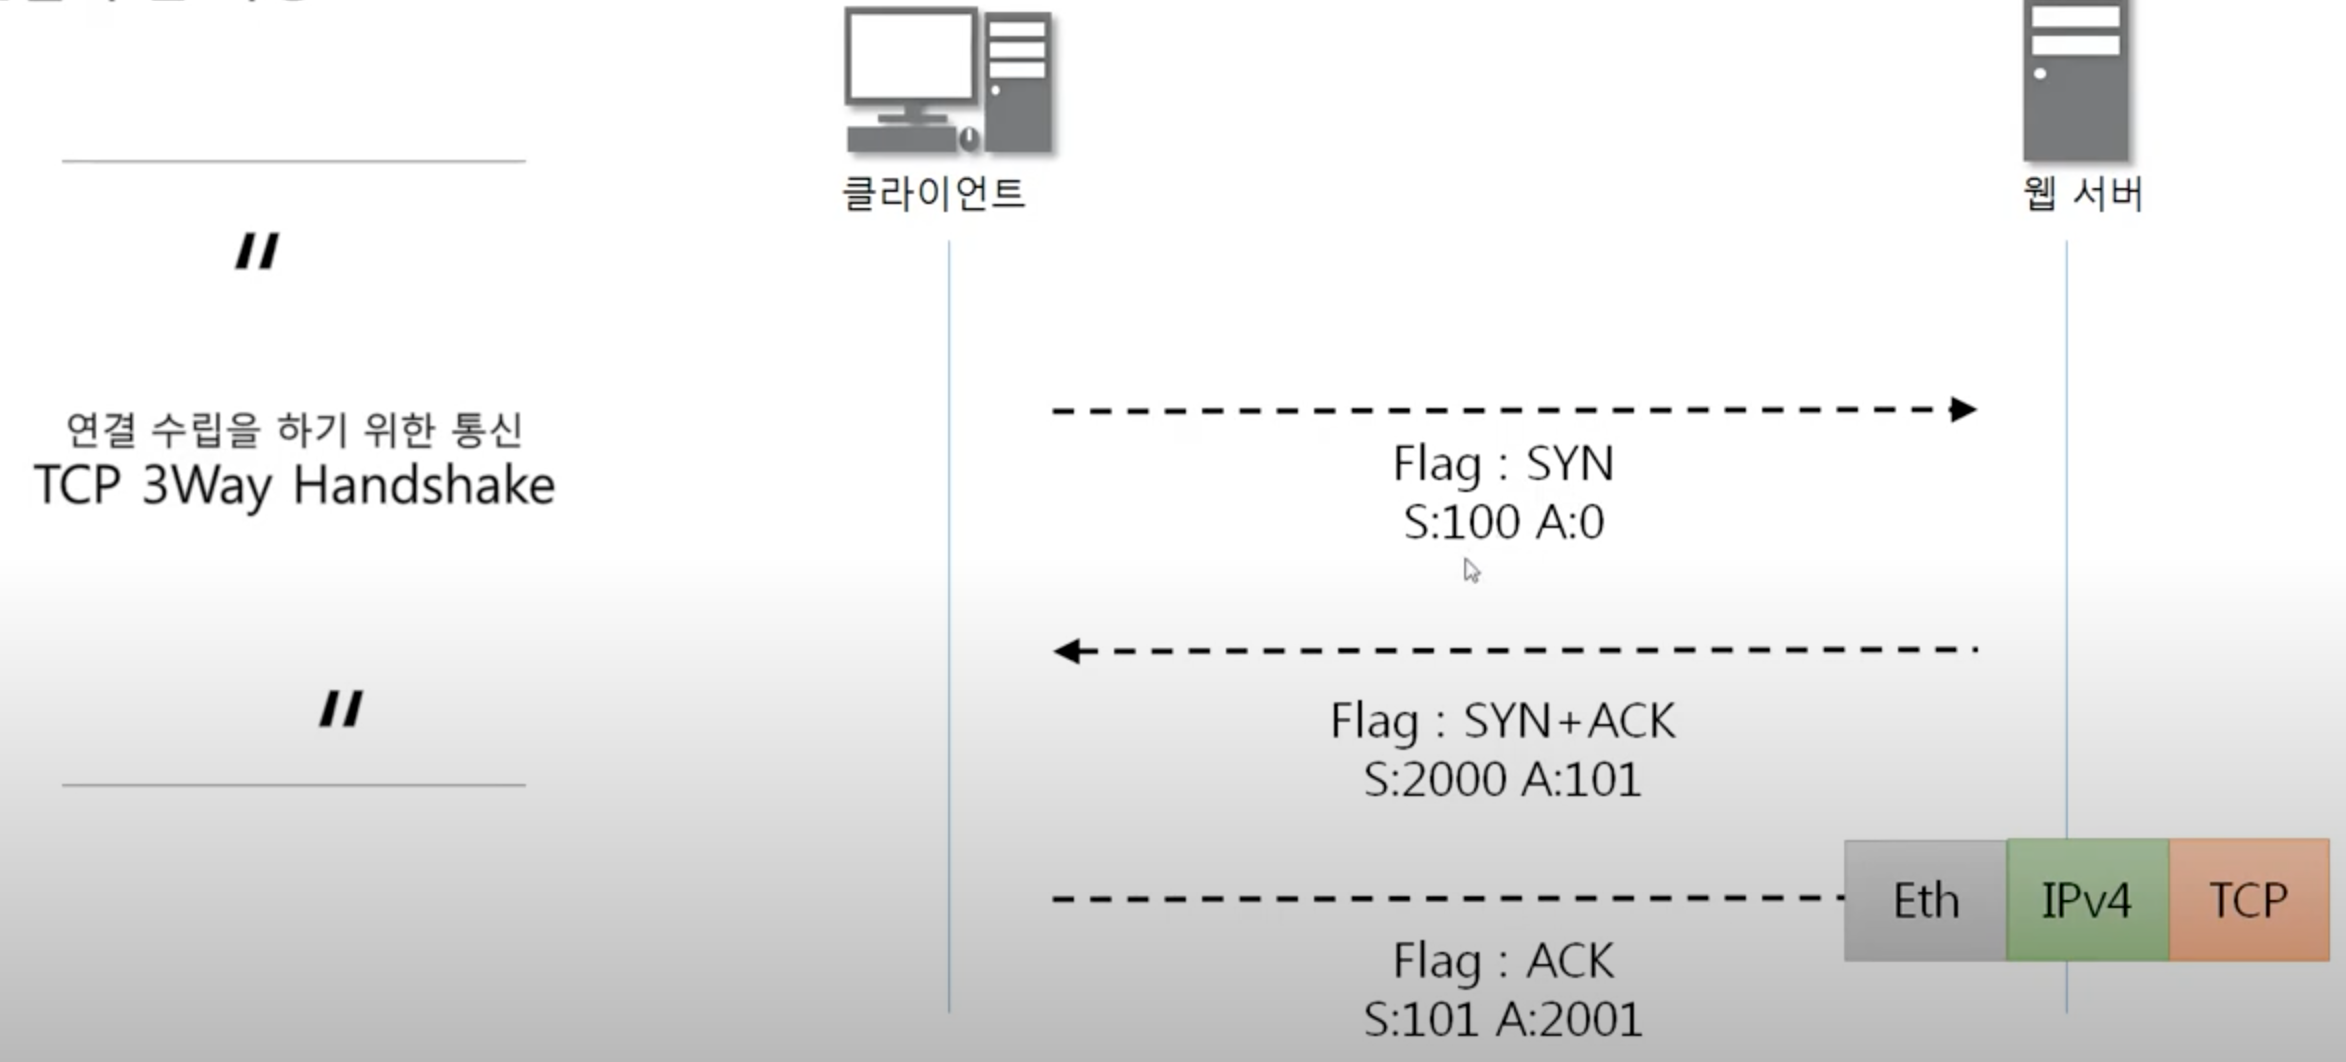 클라이언트
웹 서버
"
연결 수립을 하기 위한 통신
TCP 3Way Handshake
"
Flag : SYN
S:100 A:0
Flag : SYN+ACK
S:2000 A:101
Eth IPv4 TCP
Flag : ACK
S:101 A:2001